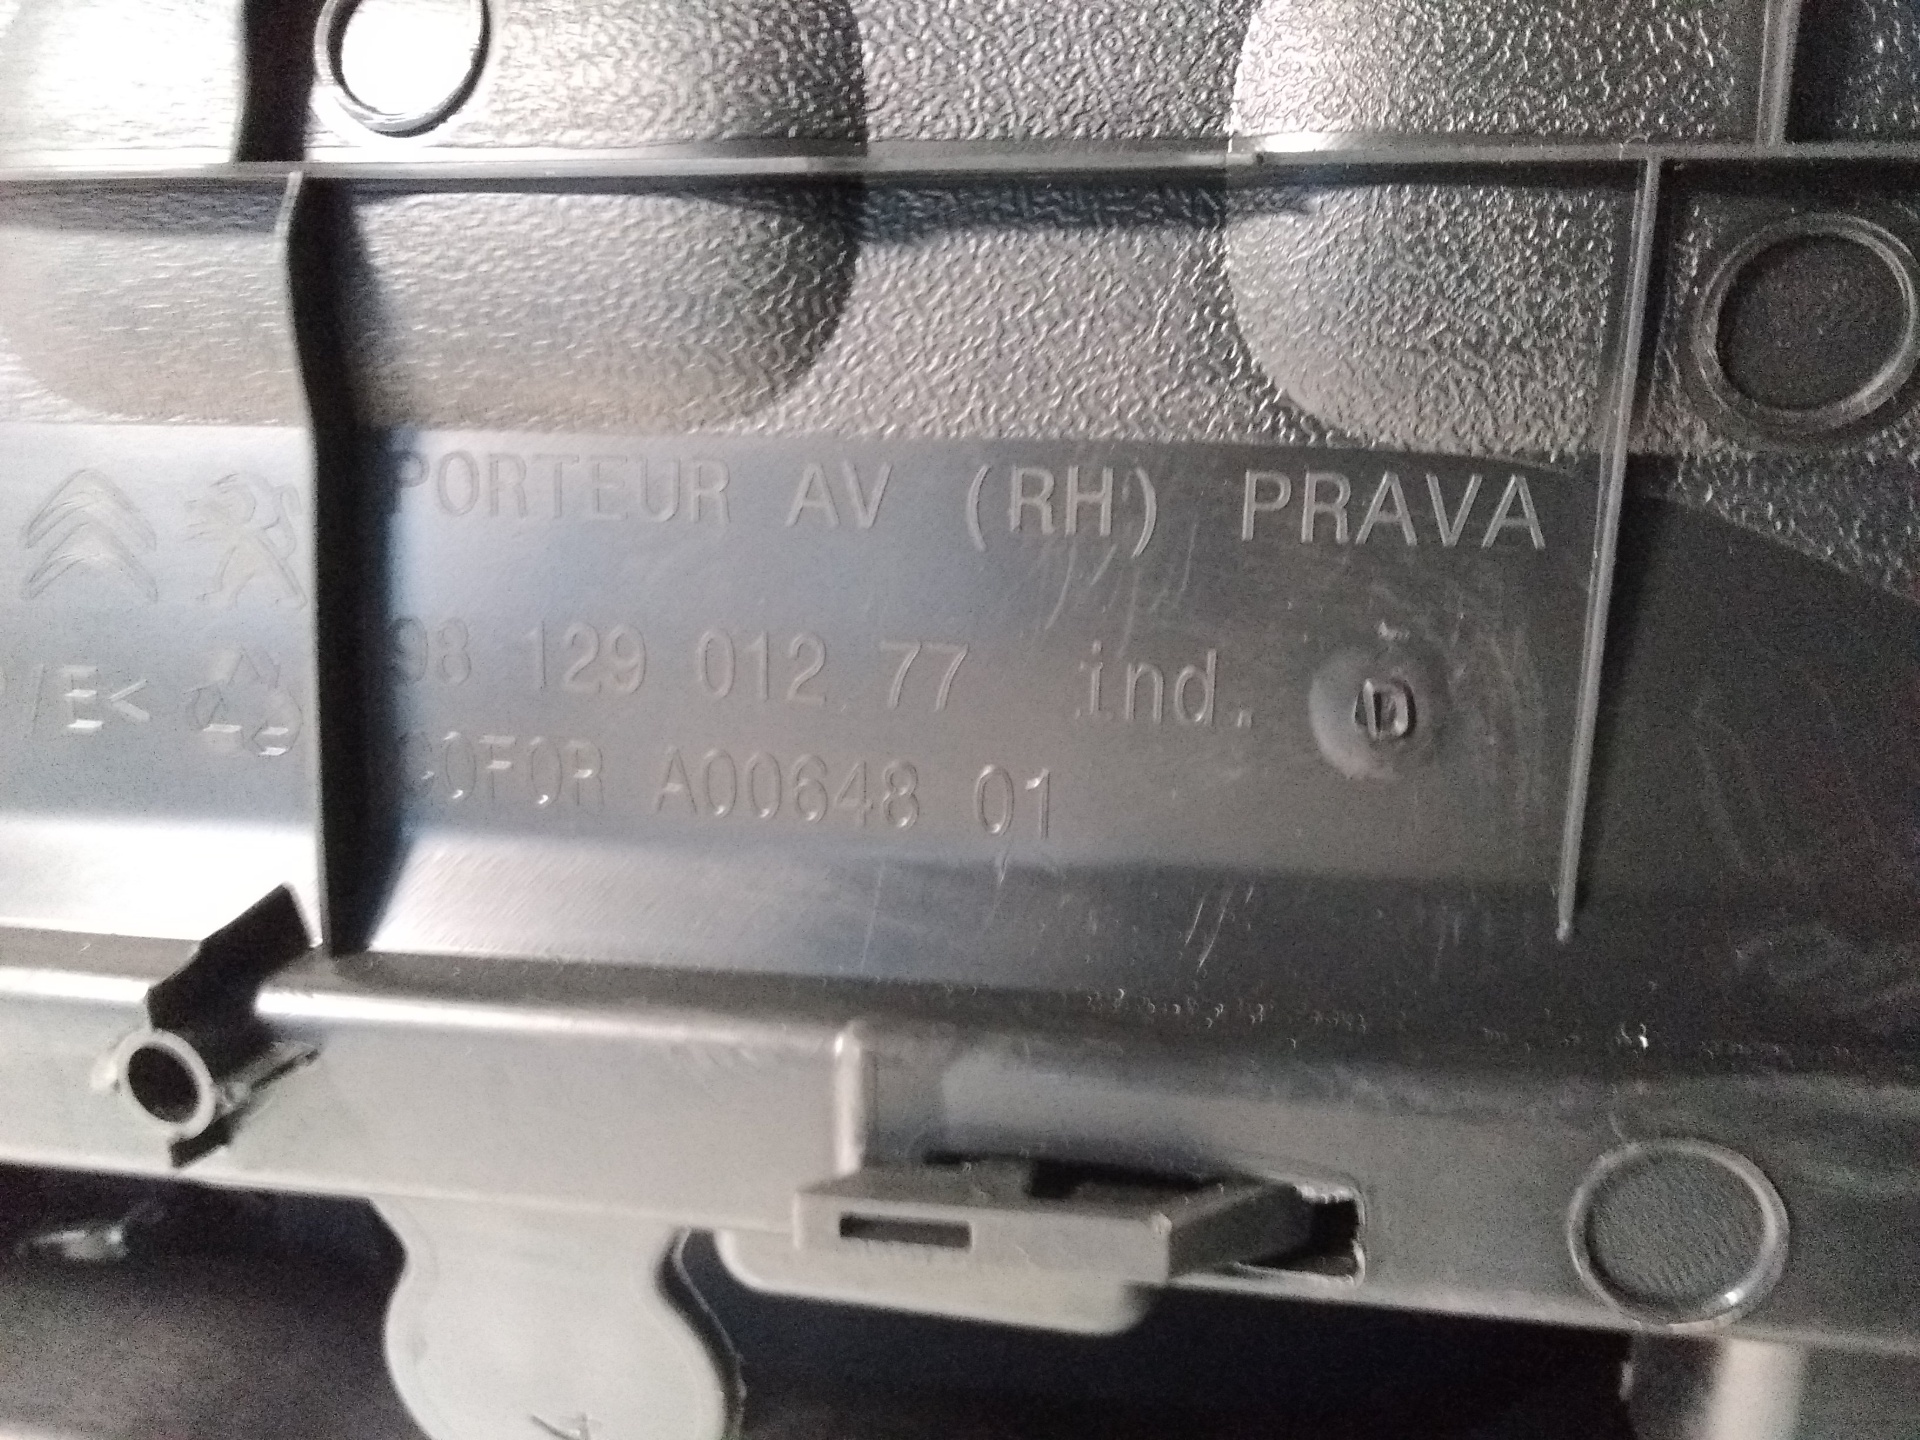 PORTEUR AV (RH) PRAVA
98 129 012 77 ind. D
/E< COFOR A00648 01